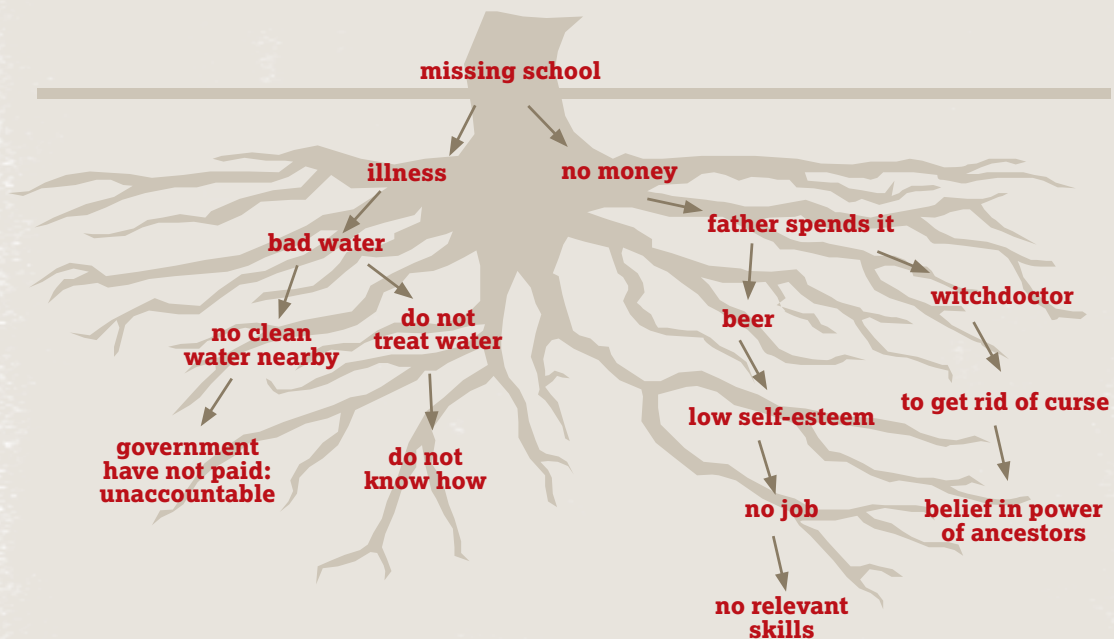 missing school
illness
no money
bad water
father spends it
no clean
water nearby
do not
treat water
beer
witchdoctor
government
have not paid:
unaccountable
do not
know how
low self-esteem
to get rid of curse
no job
belief in power
of ancestors
no relevant
skills